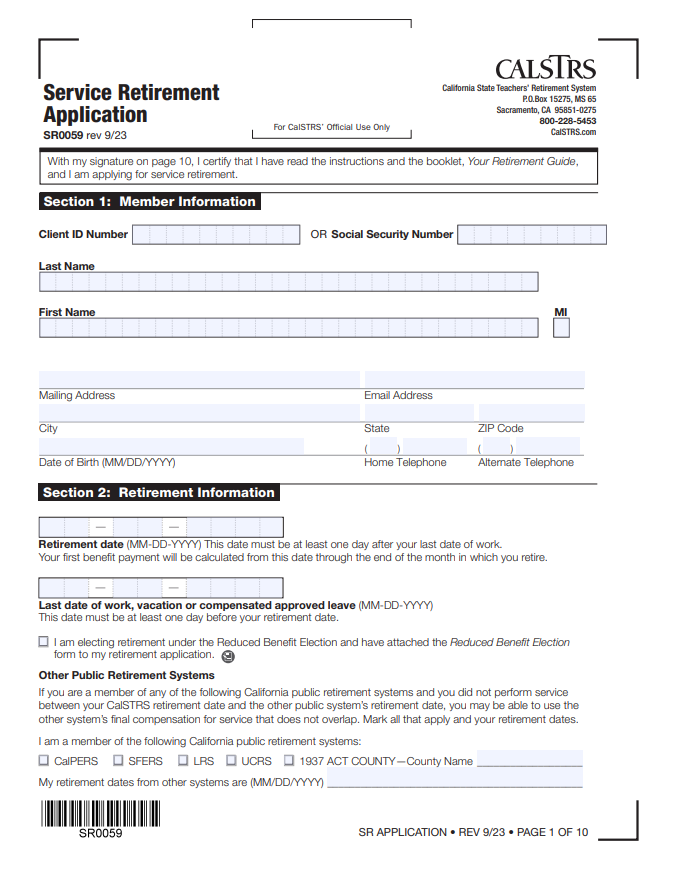 CALSTRS
California State Teachers' Retirement System
P.O.Box 15275, MS 65
Sacramento, CA 95851-0275
800-228-5453
CalSTRS.com
Service Retirement
Application
SR0059 rev 9/23
For CalSTRS' Official Use Only
With my signature on page 10, I certify that I have read the instructions and the booklet, Your Retirement Guide,
and I am applying for service retirement.
Section 1: Member Information
Client ID Number OR Social Security Number
Last Name
First Name MI
Mailing Address Email Address
City State ZIP Code
( ) ( )
Date of Birth (MM/DD/YYYY) Home Telephone Alternate Telephone
Section 2: Retirement Information
— —
Retirement date (MM-DD-YYYY) This date must be at least one day after your last date of work.
Your first benefit payment will be calculated from this date through the end of the month in which you retire.
— —
Last date of work, vacation or compensated approved leave (MM-DD-YYYY)
This date must be at least one day before your retirement date.
I am electing retirement under the Reduced Benefit Election and have attached the Reduced Benefit Election
form to my retirement application.
Other Public Retirement Systems
If you are a member of any of the following California public retirement systems and you did not perform service
between your CalSTRS retirement date and the other public system's retirement date, you may be able to use the
other system's final compensation for service that does not overlap. Mark all that apply and your retirement dates.
I am a member of the following California public retirement systems:
CalPERS SFERS LRS UCRS 1937 ACT COUNTY—County Name
My retirement dates from other systems are (MM/DD/YYYY)
SR0059
SR APPLICATION • REV 9/23 • PAGE 1 OF 10